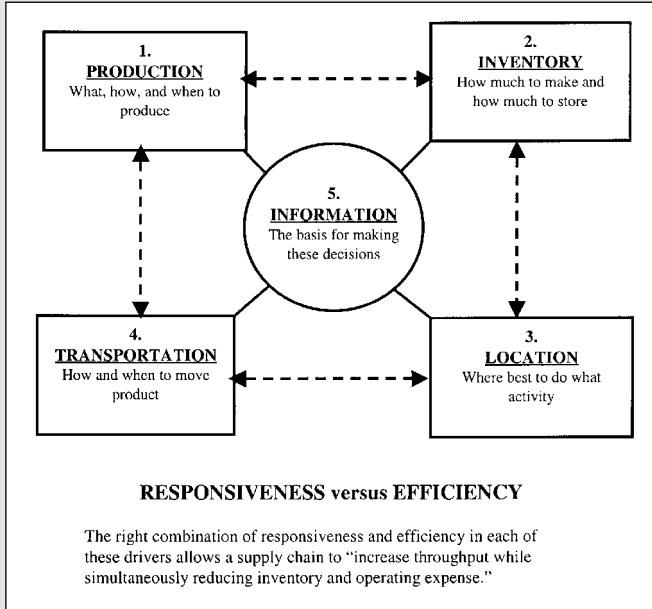 1.
PRODUCTION
What, how, and when to
produce
2.
INVENTORY
How much to make and
how much to store
5.
INFORMATION
The basis for making
these decisions
4.
TRANSPORTATION
How and when to move
product
3.
LOCATION
Where best to do what
activity
RESPONSIVENESS versus EFFICIENCY
The right combination of responsiveness and efficiency in each of
these drivers allows a supply chain to “increase throughput while
simultaneously reducing inventory and operating expense.”